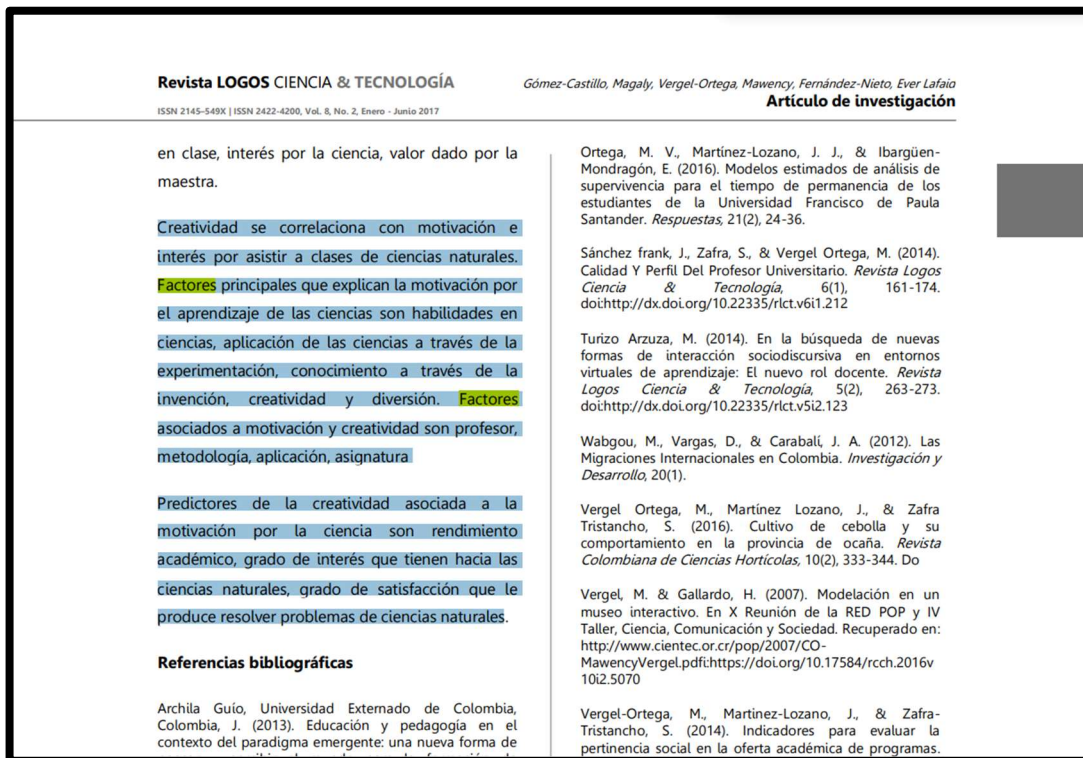 Revista LOGOS CIENCIA & TECNOLOGÍA
ISSN 2145-549X | ISSN 2422-4200, Vol. 8, No. 2, Enero - Junio 2017
Gómez-Castillo, Magaly, Vergel-Ortega, Mawency, Fernández-Nieto, Ever Lafaio
Artículo de investigación
en clase, interés por la ciencia, valor dado por la
maestra.
Creatividad se correlaciona con motivación e
interés por asistir a clases de ciencias naturales.
Factores principales que explican la motivación por
el aprendizaje de las ciencias son habilidades en
ciencias, aplicación de las ciencias a través de la
experimentación, conocimiento a través de la
invención, creatividad y diversión. Factores
asociados a motivación y creatividad son profesor,
metodología, aplicación, asignatura
Predictores de la creatividad asociada a la
motivación por la ciencia son rendimiento
académico, grado de interés que tienen hacia las
ciencias naturales, grado de satisfacción que le
produce resolver problemas de ciencias naturales.
Referencias bibliográficas
Archila Guío, Universidad Externado de Colombia,
Colombia, J. (2013). Educación y pedagogía en el
contexto del paradigma emergente: una nueva forma de
Ortega, M. V., Martínez-Lozano, J. J., & Ibargüen-
Mondragón, E. (2016). Modelos estimados de análisis de
supervivencia para el tiempo de permanencia de los
estudiantes de la Universidad Francisco de Paula
Santander. Respuestas, 21(2), 24-36.
Sánchez frank, J., Zafra, S., & Vergel Ortega, M. (2014).
Calidad Y Perfil Del Profesor Universitario. Revista Logos
Ciencia & Tecnología, 6(1), 161-174.
doi:http://dx.doi.org/10.22335/rlct.v6i1.212
Turizo Arzuza, M. (2014). En la búsqueda de nuevas
formas de interacción sociodiscursiva en entornos
virtuales de aprendizaje: El nuevo rol docente. Revista
Logos Ciencia & Tecnología, 5(2), 263-273.
doi:http://dx.doi.org/10.22335/rlct.v5i2.123
Wabgou, M., Vargas, D., & Carabalí, J. A. (2012). Las
Migraciones Internacionales en Colombia. Investigación y
Desarrollo, 20(1).
Vergel Ortega, M., Martínez Lozano, J., & Zafra
Tristancho, S. (2016). Cultivo de cebolla y su
comportamiento en la provincia de ocaña. Revista
Colombiana de Ciencias Hortícolas, 10(2), 333-344. Do
Vergel, M. & Gallardo, H. (2007). Modelación en un
museo interactivo. En X Reunión de la RED POP y IV
Taller, Ciencia, Comunicación y Sociedad. Recuperado en:
http://www.cientec.or.cr/pop/2007/CO-
MawencyVergel.pdfi:https://doi.org/10.17584/rcch.2016v
10i2.5070
Vergel-Ortega, M., Martinez-Lozano, J., & Zafra-
Tristancho, S. (2014). Indicadores para evaluar la
pertinencia social en la oferta académica de programas.